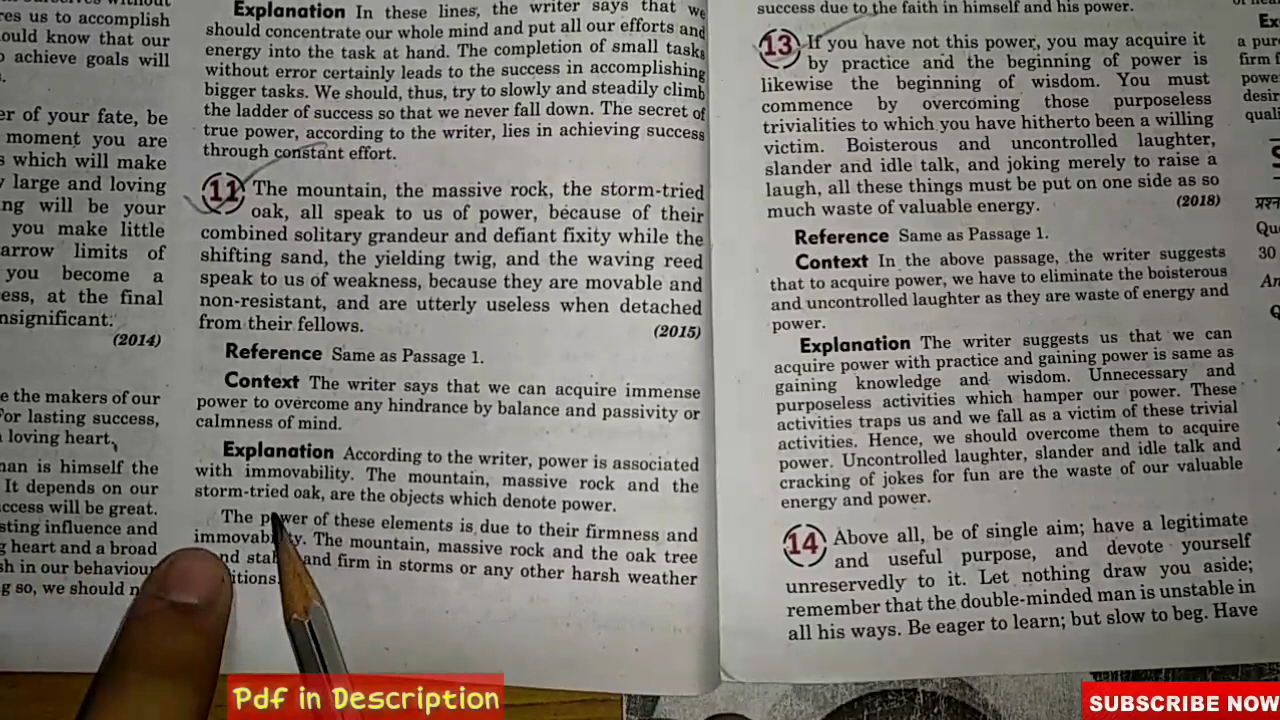 res us to accomplish
ould know that our
achieve goals will
er of your fate, be
moment you are
s which will make
large and loving
ng will be your
you make little
arrow limits of
you become a
ess, at the final
nsignificant.
(2014)
e the makers of our
For lasting success,
loving heart.
man is himself the
It depends on our
ccess will be great.
sting influence and
g heart and a broad
sh in our behaviour
g so, we should n
Explanation In these lines, the writer says that we
should concentrate our whole mind and put all our efforts and
energy into the task at hand. The completion of small tasks
without error certainly leads to the success in accomplishing
bigger tasks. We should, thus, try to slowly and steadily climb
the ladder of success so that we never fall down. The secret of
true power, according to the writer, lies in achieving success
through constant effort.
11 The mountain, the massive rock, the storm-tried
oak, all speak to us of power, because of their
combined solitary grandeur and defiant fixity while the
shifting sand, the yielding twig, and the waving reed
speak to us of weakness, because they are movable and
non-resistant, and are utterly useless when detached
from their fellows. (2015)
Reference Same as Passage 1.
Context The writer says that we can acquire immense
power to overcome any hindrance by balance and passivity or
calmness of mind.
Explanation According to the writer, power is associated
with immovability. The mountain, massive rock and the
storm-tried oak, are the objects which denote power.
The power of these elements is due to their firmness and
immovability. The mountain, massive rock and the oak tree
and firm in storms or any other harsh weather
itions.
success due to the faith in himself and his power.
13 If you have not this power, you may acquire it
by practice and the beginning of power is
likewise the beginning of wisdom. You must
commence by overcoming those purposeless
trivialities to which you have hitherto been a willing
victim. Boisterous and uncontrolled laughter,
slander and idle talk, and joking merely to raise a
laugh, all these things must be put on one side as so
much waste of valuable energy. (2018)
Reference Same as Passage 1.
Context In the above passage, the writer suggests
that to acquire power, we have to eliminate the boisterous
and uncontrolled laughter as they are waste of energy and
power.
Explanation The writer suggests us that we can
acquire power with practice and gaining power is same as
gaining knowledge and wisdom. Unnecessary and
purposeless activities which hamper our power. These
activities traps us and we fall as a victim of these trivial
activities. Hence, we should overcome them to acquire
power. Uncontrolled laughter, slander and idle talk and
cracking of jokes for fun are the waste of our valuable
energy and power.
14 Above all, be of single aim; have a legitimate
and useful purpose, and devote yourself
unreservedly to it. Let nothing draw you aside;
remember that the double-minded man is unstable in
all his ways. Be eager to learn; but slow to beg. Have
Ex
a pur
firm f
powe
desir
quali
S
प्रश्न
Qu
30
An
Q
Pdf in Description
SUBSCRIBE NOW